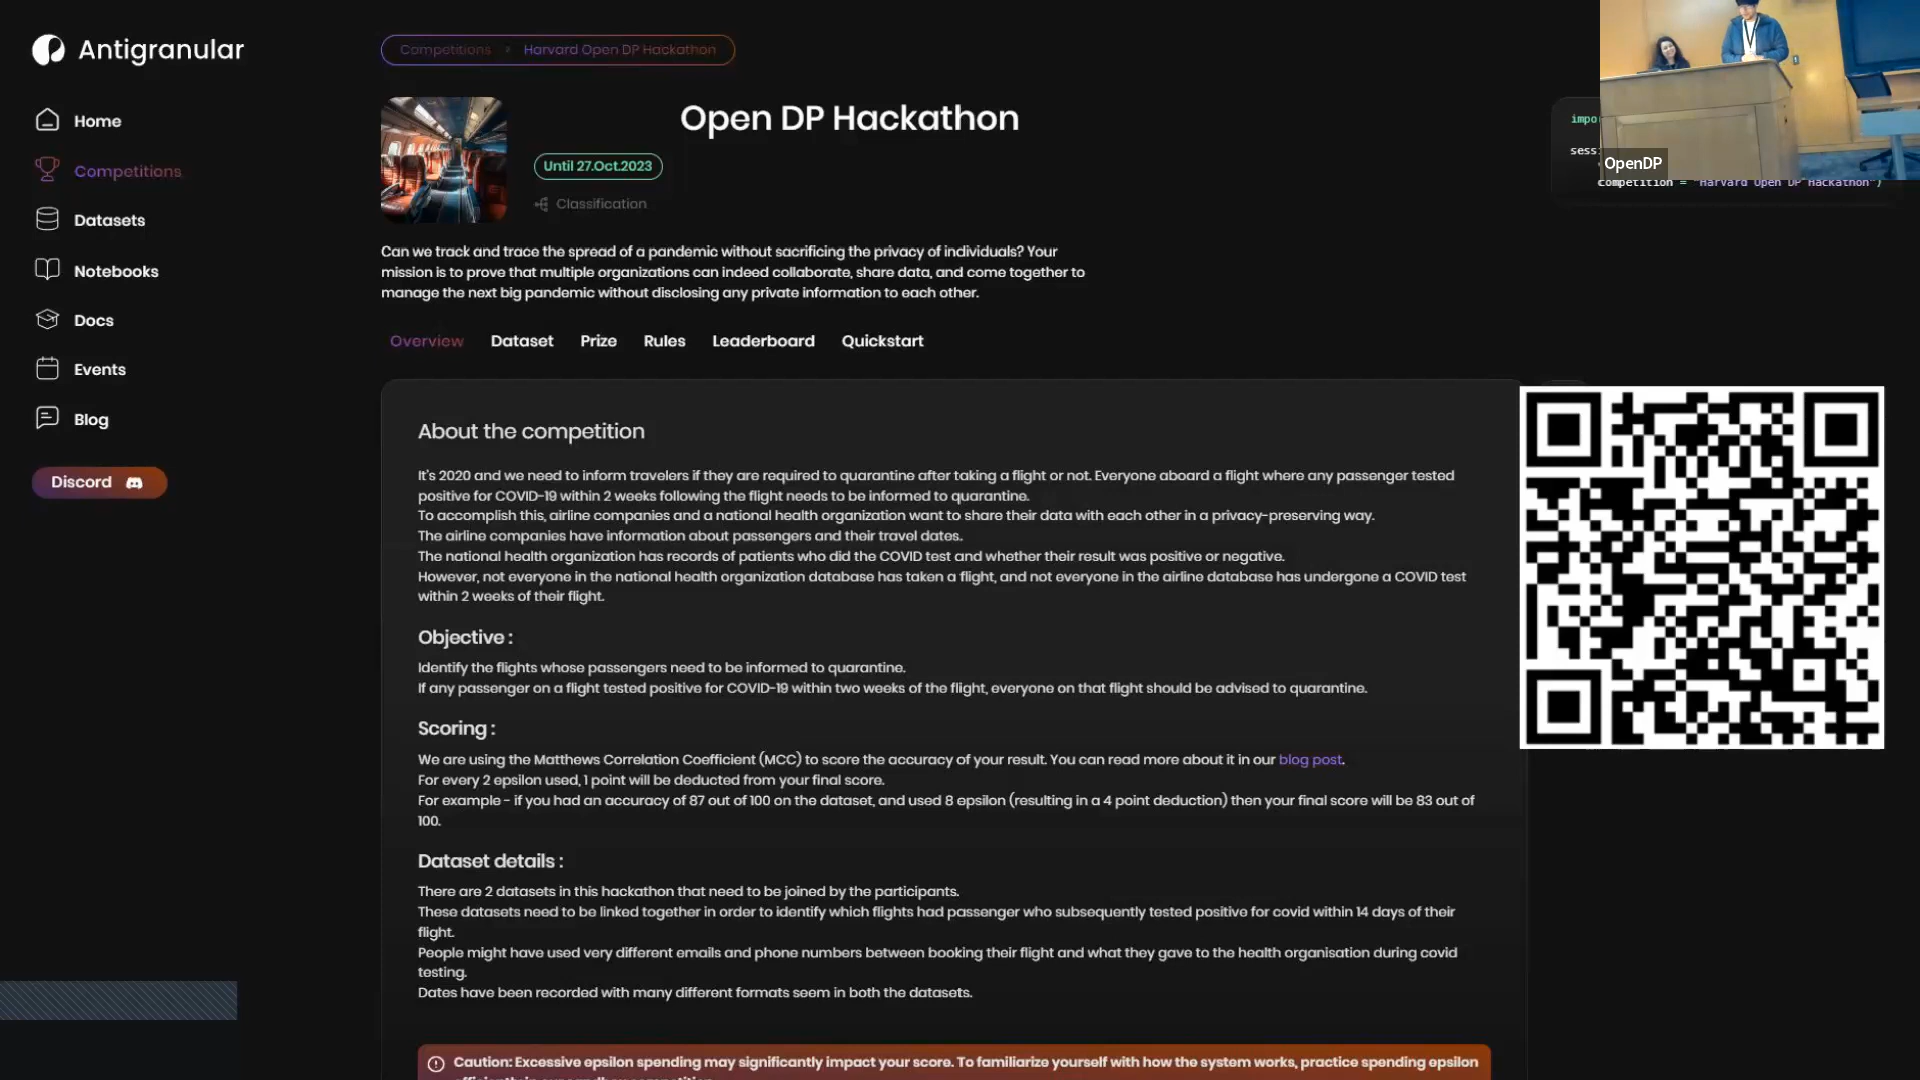 Antigranular
Competitions > Harvard Open DP Hackathon
Home
Competitions
Datasets
Notebooks
Docs
Events
Blog
Discord
Open DP Hackathon
Until 27.Oct.2023
Classification
OpenDP
competition = "Harvard Open DP Hackathon")
Can we track and trace the spread of a pandemic without sacrificing the privacy of individuals? Your
mission is to prove that multiple organizations can indeed collaborate, share data, and come together to
manage the next big pandemic without disclosing any private information to each other.
Overview Dataset Prize Rules Leaderboard Quickstart
About the competition
It's 2020 and we need to inform travelers if they are required to quarantine after taking a flight or not. Everyone aboard a flight where any passenger tested
positive for COVID-19 within 2 weeks following the flight needs to be informed to quarantine.
To accomplish this, airline companies and a national health organization want to share their data with each other in a privacy-preserving way.
The airline companies have information about passengers and their travel dates.
The national health organization has records of patients who did the COVID test and whether their result was positive or negative.
However, not everyone in the national health organization database has taken a flight, and not everyone in the airline database has undergone a COVID test
within 2 weeks of their flight.
Objective :
Identify the flights whose passengers need to be informed to quarantine.
If any passenger on a flight tested positive for COVID-19 within two weeks of the flight, everyone on that flight should be advised to quarantine.
Scoring :
We are using the Matthews Correlation Coefficient (MCC) to score the accuracy of your result. You can read more about it in our blog post.
For every 2 epsilon used, 1 point will be deducted from your final score.
For example - if you had an accuracy of 87 out of 100 on the dataset, and used 8 epsilon (resulting in a 4 point deduction) then your final score will be 83 out of
100.
Dataset details :
There are 2 datasets in this hackathon that need to be joined by the participants.
These datasets need to be linked together in order to identify which flights had passenger who subsequently tested positive for covid within 14 days of their
flight.
People might have used very different emails and phone numbers between booking their flight and what they gave to the health organisation during covid
testing.
Dates have been recorded with many different formats seem in both the datasets.
Caution: Excessive epsilon spending may significantly impact your score. To familiarize yourself with how the system works, practice spending epsilon